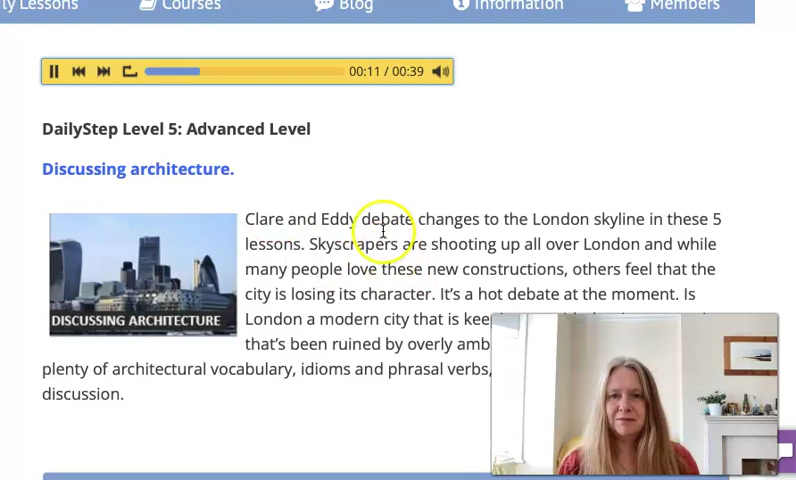 ly Lessons Courses Blog Information Members
00:11 / 00:39
DailyStep Level 5: Advanced Level
Discussing architecture.
Clare and Eddy debate changes to the London skyline in these 5
lessons. Skyscrapers are shooting up all over London and while
many people love these new constructions, others feel that the
city is losing its character. It's a hot debate at the moment. Is
London a modern city that is
that's been ruined by overly
plenty of architectural vocabulary, idioms and phrasal verbs,
discussion.
DISCUSSING ARCHITECTURE